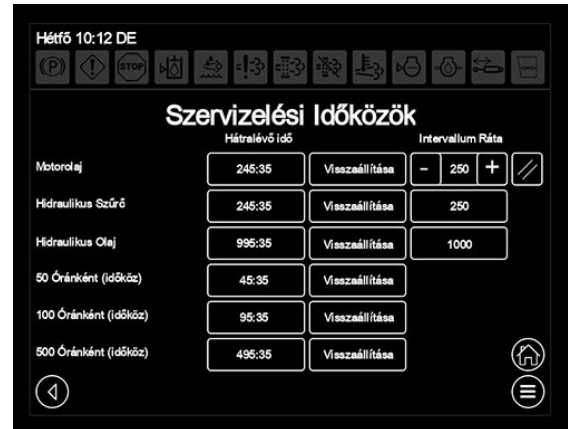 Hétfő 10:12 DE
(P) STOP
Szervizelési Időközök
Hátralévő idő Intervallum Ráta
Motorolaj 245:35 Visszaállítása - 250 +
Hidraulikus Szűrő 245:35 Visszaállítása 250
Hidraulikus Olaj 995:35 Visszaállítása 1000
50 Óránként (időköz) 45:35 Visszaállítása
100 Óránként (időköz) 95:35 Visszaállítása
500 Óránként (időköz) 495:35 Visszaállítása